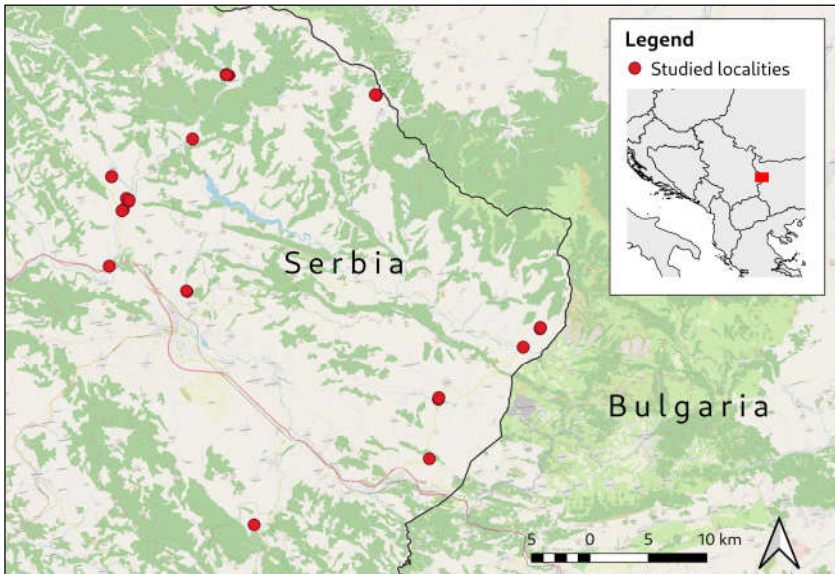 Legend
Studied localities
Serbia
Bulgaria
5 0 5 10 km